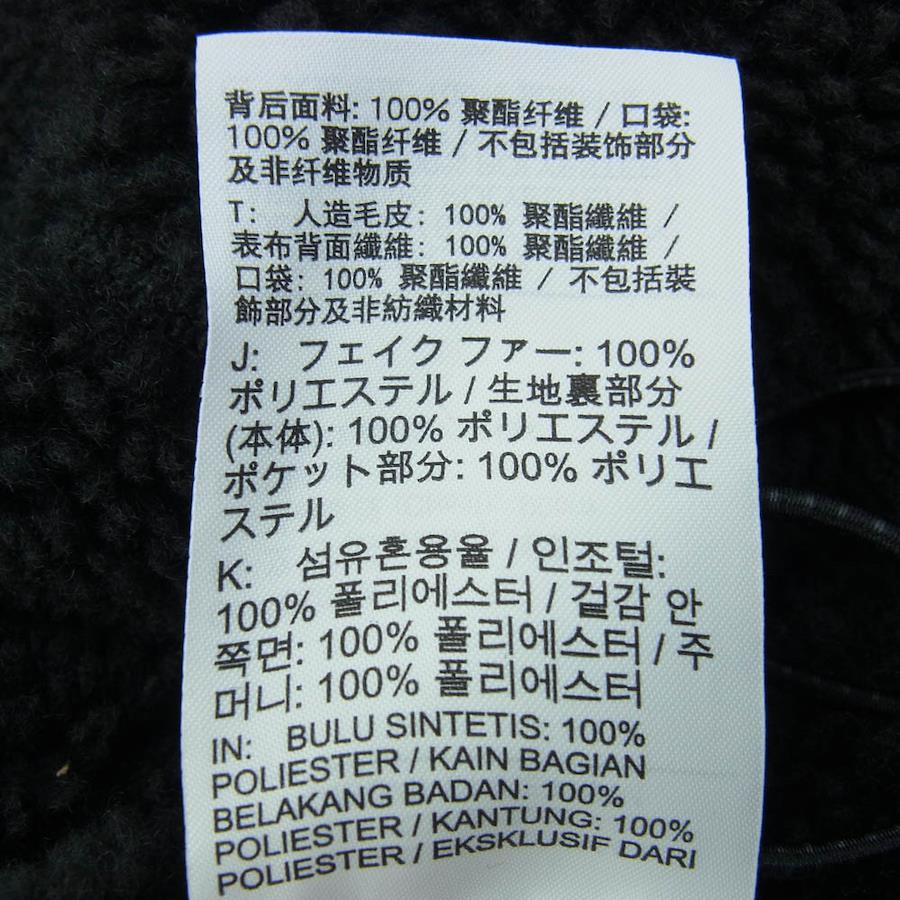 背后面料: 100% 聚酯纤维 / 口袋:
100% 聚酯纤维 / 不包括装饰部分
及非纤维物质
T: 人造毛皮: 100% 聚酯纖維 /
表布背面纖維: 100% 聚酯纖維 /
口袋: 100% 聚酯纖維 / 不包括裝
飾部分及非紡織材料
J: フェイク ファー: 100%
ポリエステル / 生地裏部分
(本体): 100% ポリエステル /
ポケット部分: 100% ポリエ
ステル
K: 섬유혼용율 / 인조털:
100% 폴리에스터 / 겉감 안
쪽면: 100% 폴리에스터 / 주
머니: 100% 폴리에스터
IN: BULU SINTETIS: 100%
POLIESTER / KAIN BAGIAN
BELAKANG BADAN: 100%
POLIESTER / KANTUNG: 100%
POLIESTER / EKSKLUSIF DARI